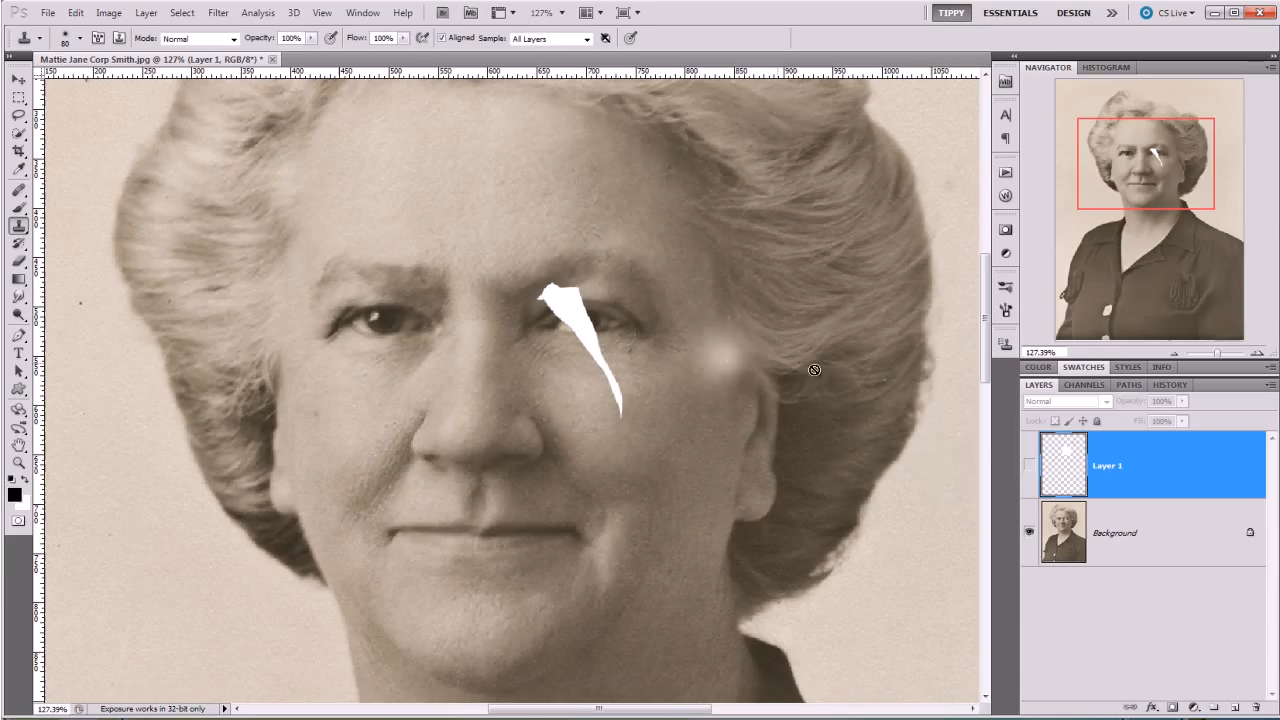 PS File Edit Image Layer Select Filter Analysis 3D View Window Help Br Mb 127% TIPPY ESSENTIALS DESIGN CS Live
80 Mode: Normal Opacity: 100% Flow: 100% Aligned Sample: All Layers
Mattie Jane Corp Smith.jpg @ 127% (Layer 1, RGB/8*) *
150 200 250 300 350 400 450 500 550 600 650 700 750 800 850 900 950 1000 1050
NAVIGATOR HISTOGRAM
127.39%
COLOR SWATCHES STYLES INFO
LAYERS CHANNELS PATHS HISTORY
Normal Opacity: 100%
Lock: Fill: 100%
Layer 1
Background
127.39% Exposure works in 32-bit only